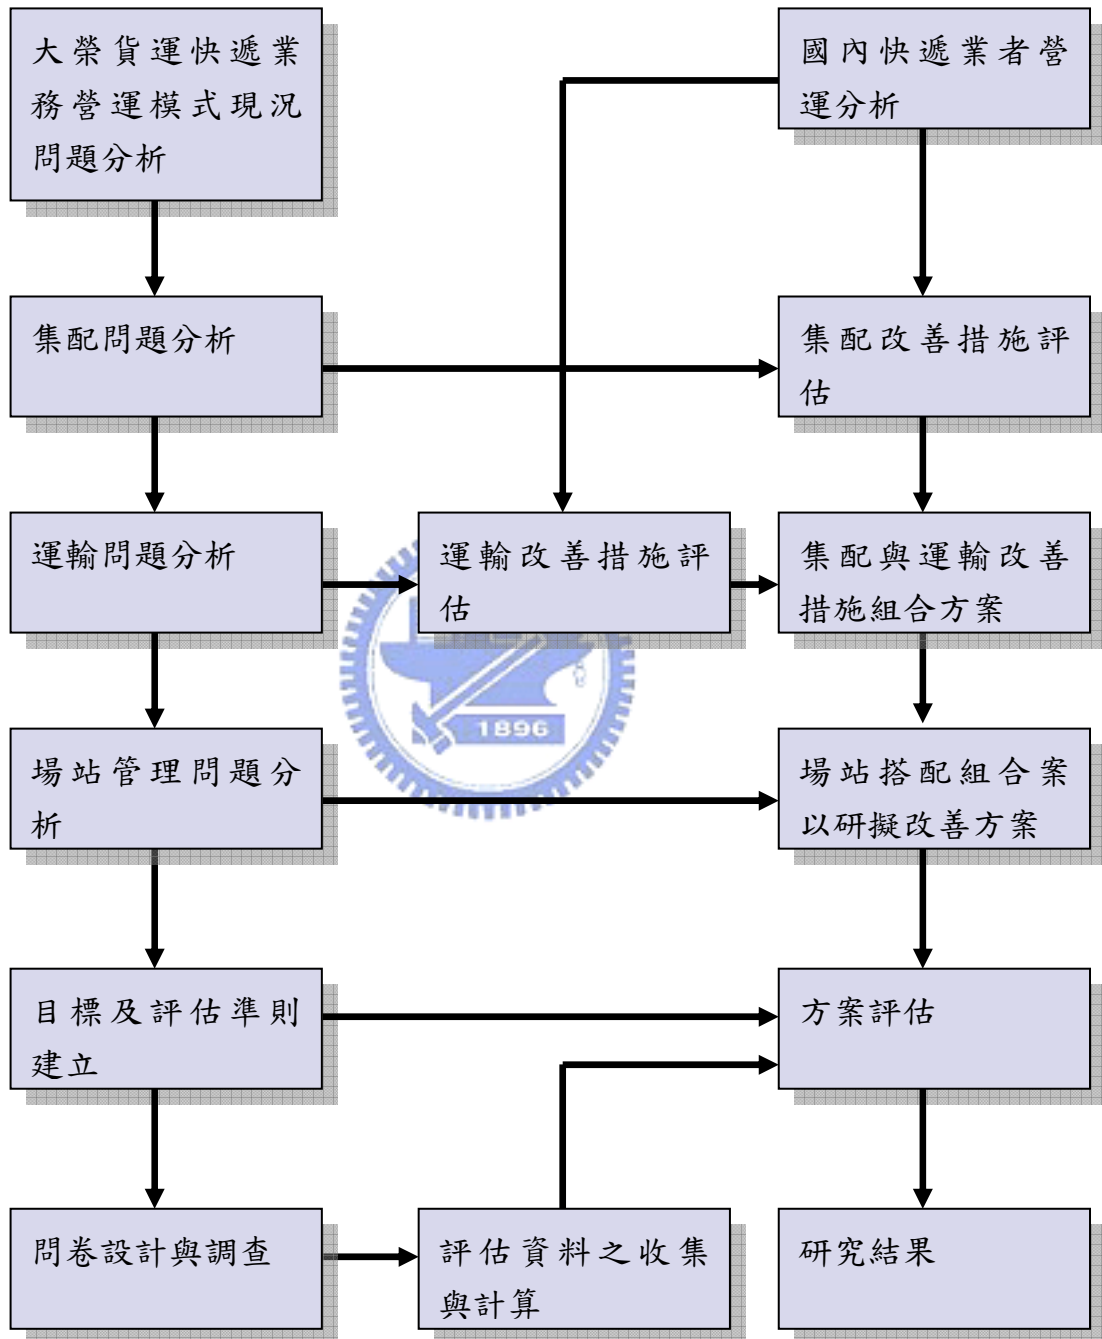 大榮貨運快遞業
務營運模式現況
問題分析
國內快遞業者營
運分析
集配問題分析
集配改善措施評
估
運輸問題分析
運輸改善措施評
估
集配與運輸改善
措施組合方案
1896
場站管理問題分
析
場站搭配組合案
以研擬改善方案
目標及評估準則
建立
方案評估
問卷設計與調查
評估資料之收集
與計算
研究結果